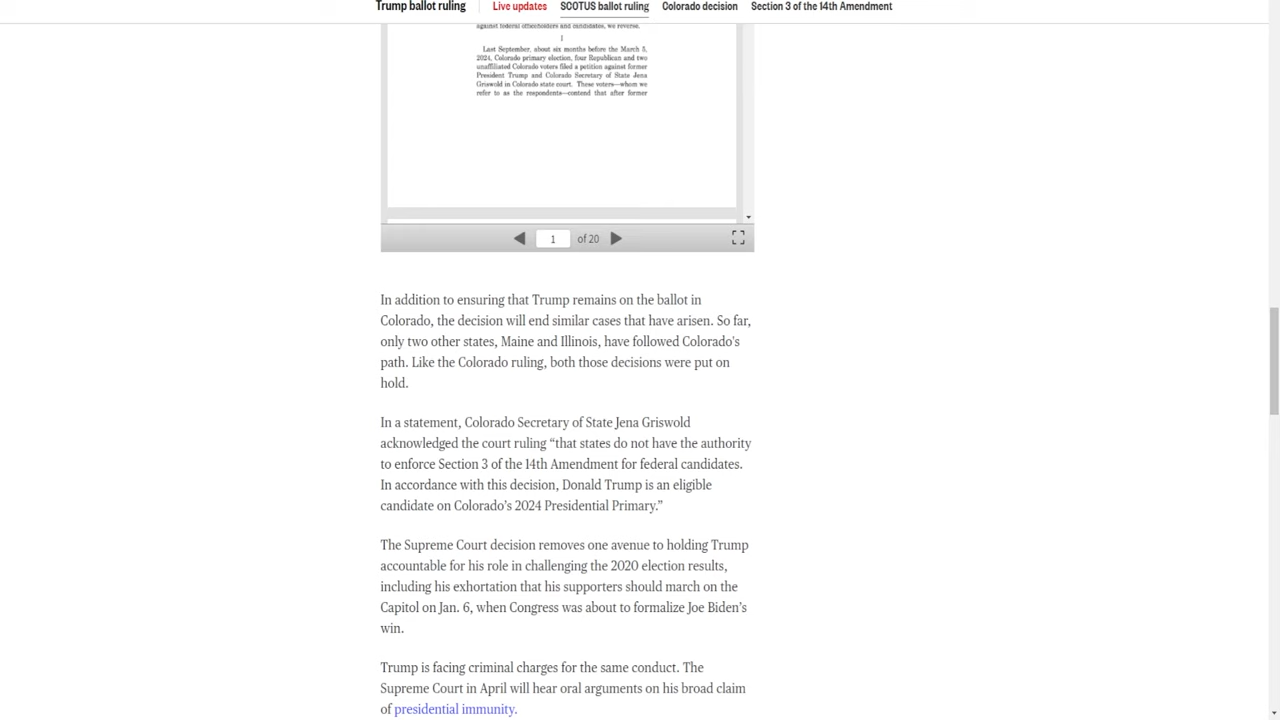 Trump ballot ruling
Live updates
SCOTUS ballot ruling
Colorado decision
Section 3 of the 14th Amendment
against federal officeholders and candidates, we reverse.
I
Last September, about six months before the March 5,
2024, Colorado primary election, four Republican and two
unaffiliated Colorado voters filed a petition against former
President Trump and Colorado Secretary of State Jena
Griswold in Colorado state court. These voters—whom we
refer to as the respondents—contend that after former
1 of 20
In addition to ensuring that Trump remains on the ballot in
Colorado, the decision will end similar cases that have arisen. So far,
only two other states, Maine and Illinois, have followed Colorado's
path. Like the Colorado ruling, both those decisions were put on
hold.
In a statement, Colorado Secretary of State Jena Griswold
acknowledged the court ruling “that states do not have the authority
to enforce Section 3 of the 14th Amendment for federal candidates.
In accordance with this decision, Donald Trump is an eligible
candidate on Colorado’s 2024 Presidential Primary.”
The Supreme Court decision removes one avenue to holding Trump
accountable for his role in challenging the 2020 election results,
including his exhortation that his supporters should march on the
Capitol on Jan. 6, when Congress was about to formalize Joe Biden’s
win.
Trump is facing criminal charges for the same conduct. The
Supreme Court in April will hear oral arguments on his broad claim
of presidential immunity.